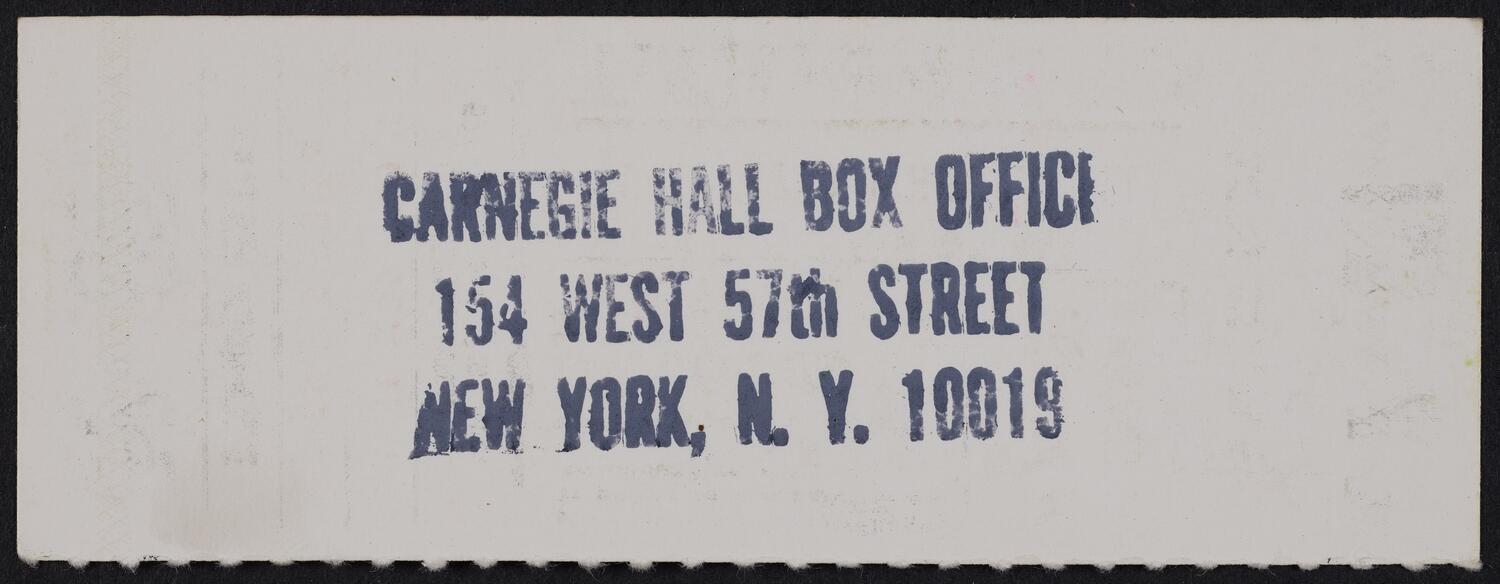 CARNEGIE HALL BOX OFFICE
154 WEST 57th STREET
NEW YORK, N. Y. 10019